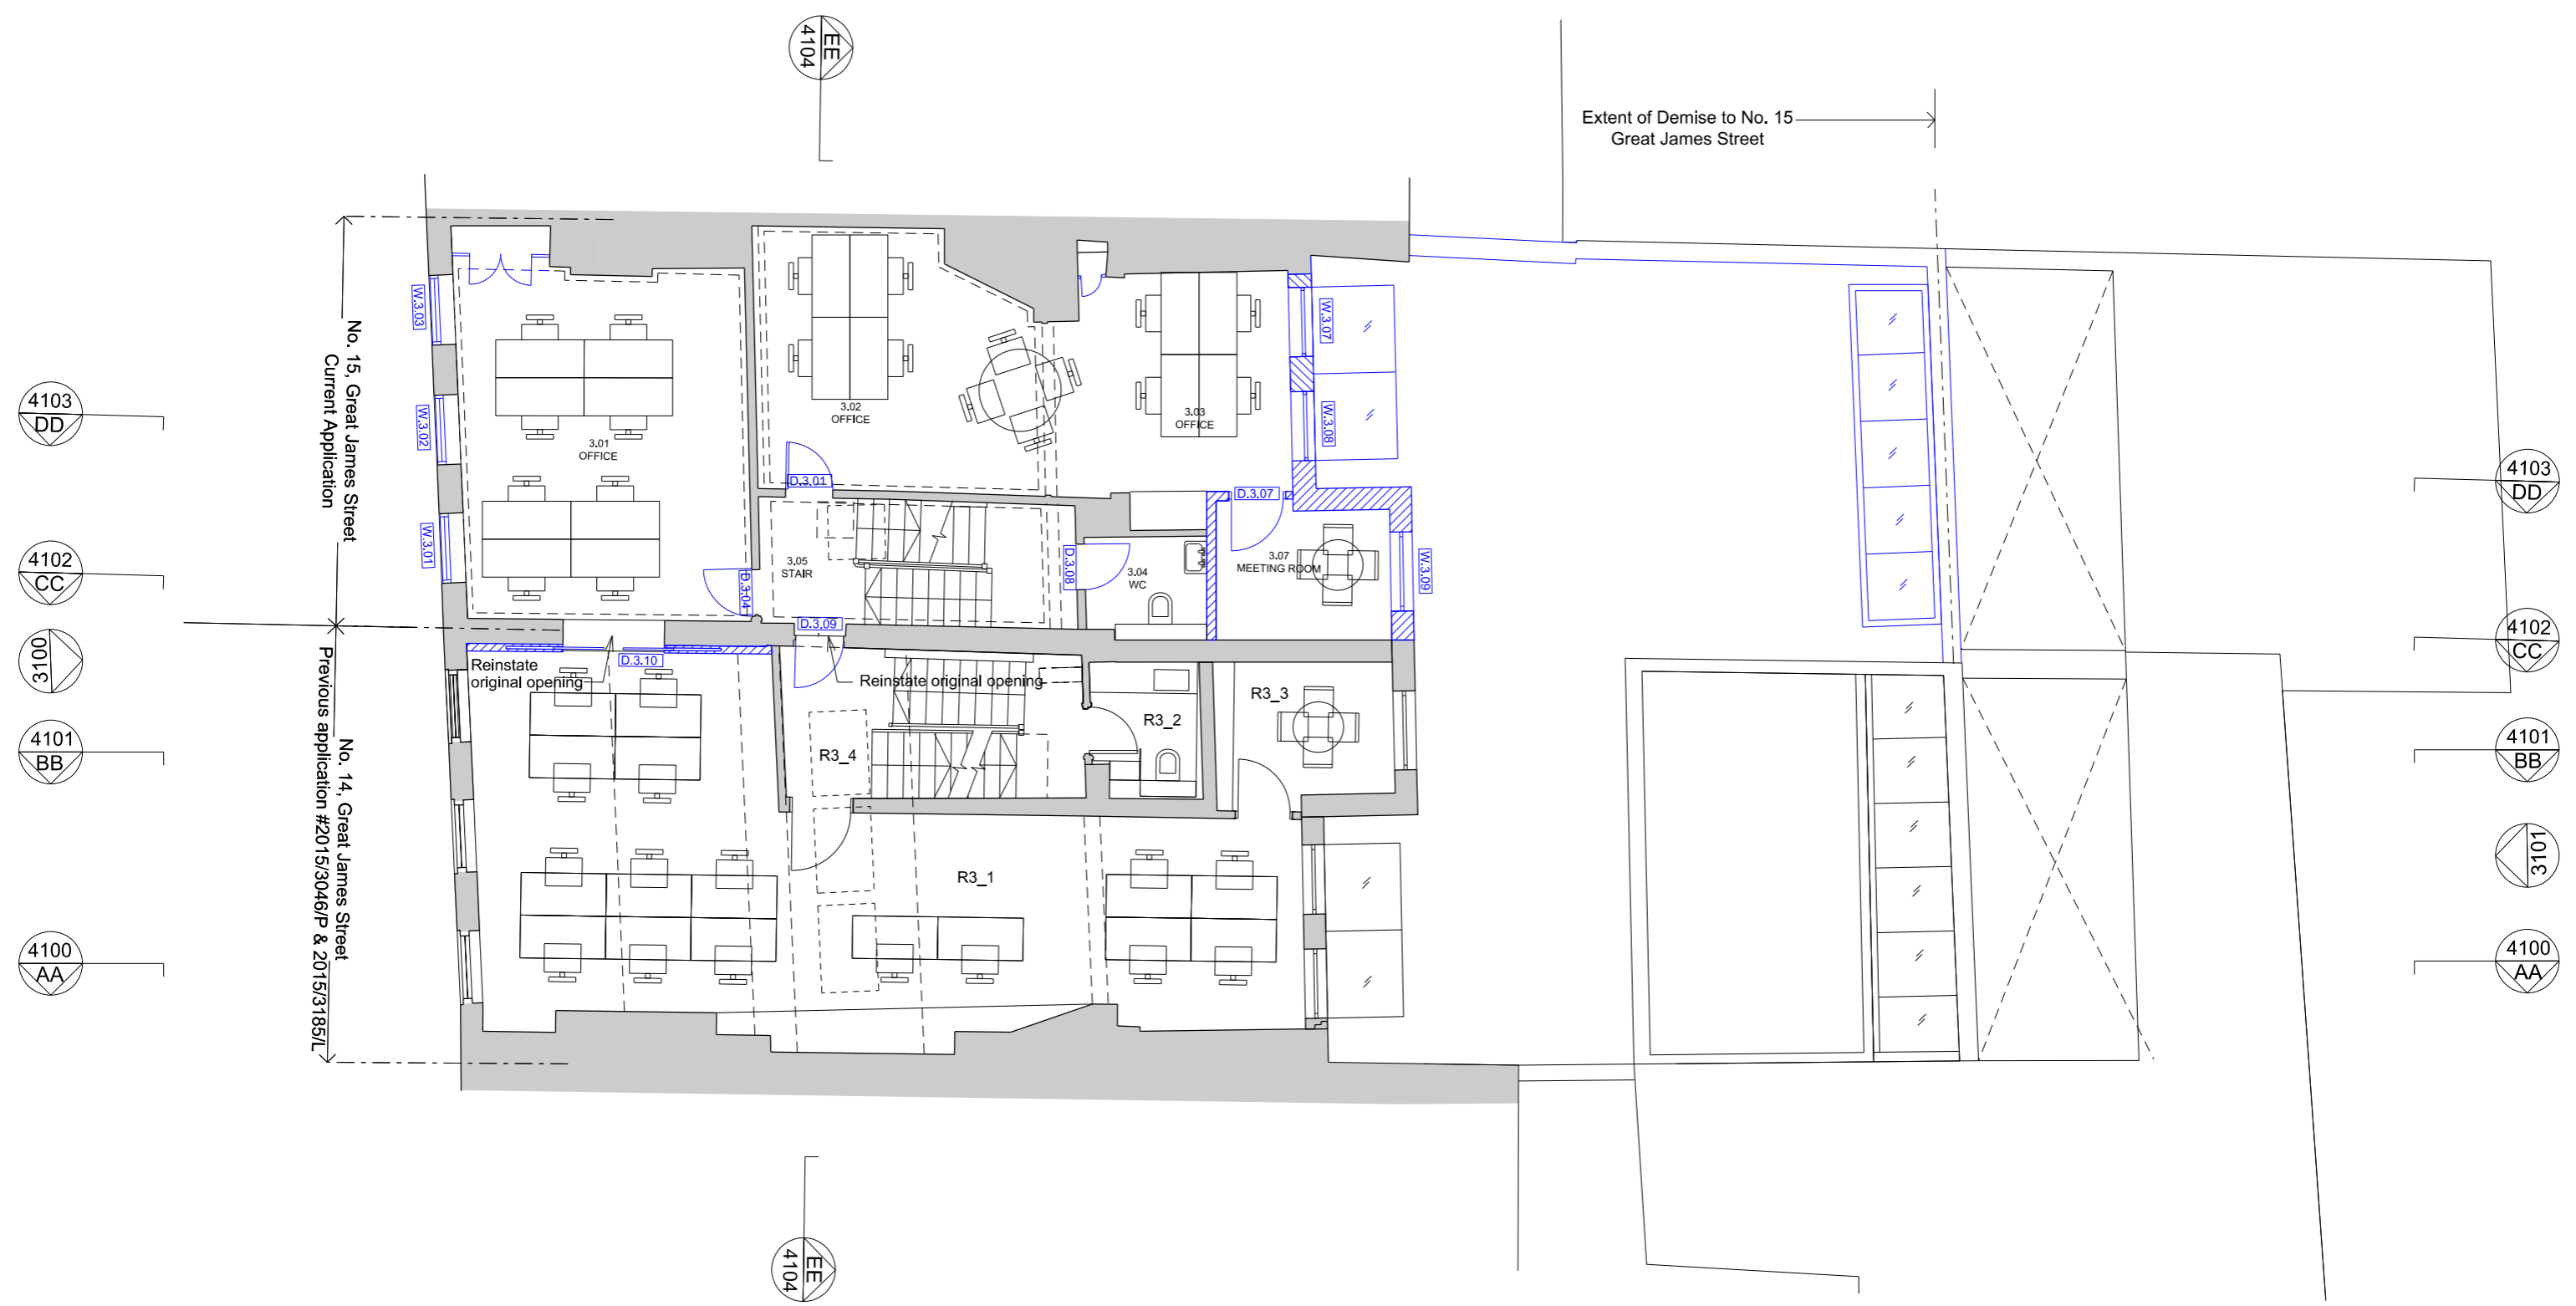 EE
4104
Extent of Demise to No. 15
Great James Street
W.3.03
W.3.02
W.3.01
No. 15, Great James Street
Current Application
3.01
OFFICE
3.02
OFFICE
3.03
OFFICE
W.3.07
W.3.08
D.3.01
D.3.07
3.05
STAIR
D.3.04
D.3.08
3.04
WC
3.07
MEETING ROOM
W.3.09
D.3.09
D.3.10
Reinstate
original opening
Reinstate original opening
R3_3
R3_2
R3_4
R3_1
No. 14, Great James Street
Previous application #2015/3046/P & 2015/3185/L
4103
DD
4102
CC
3100
4101
BB
4100
AA
4103
DD
4102
CC
4101
BB
3101
4100
AA
EE
4104